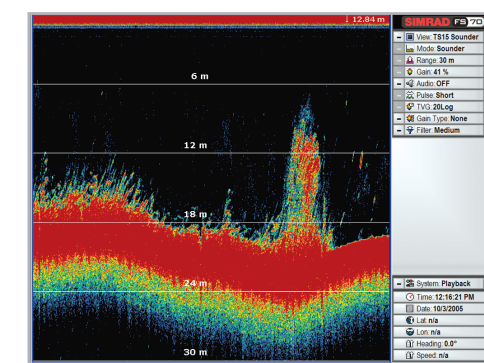 ↓ 12.84 m
6 m
12 m
18 m
24 m
30 m
SIMRAD FS 70
View: TS15 Sounder
Mode: Sounder
Range: 30 m
Gain: 41 %
Audio: OFF
Pulse: Short
TVG: 20Log
Gain Type: None
Filter: Medium
System: Playback
Time: 12:16:21 PM
Date: 10/3/2005
Lat: n/a
Lon: n/a
Heading: 0.0°
Speed: n/a